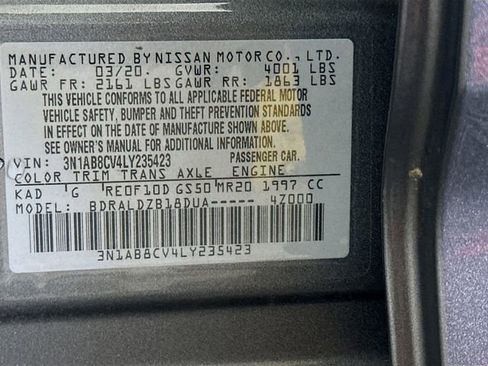 MANUFACTURED BY NISSAN MOTOR CO., LTD.
DATE: 03/20. GVWR: 4001 LBS
GAWR FR: 2161 LBS GAWR RR: 1863 LBS
THIS VEHICLE CONFORMS TO ALL APPLICABLE FEDERAL MOTOR
VEHICLE SAFETY, BUMPER AND THEFT PREVENTION STANDARDS
IN EFFECT ON THE DATE OF MANUFACTURE SHOWN ABOVE.
SEE OWNER'S MANUAL FOR ADDITIONAL INFORMATION.
VIN: 3N1AB8CV4LY235423 PASSENGER CAR.
COLOR TRIM TRANS AXLE ENGINE
KAD G RE0F10D GS50 MR20 1997 CC
MODEL: BDRALDZB18DUA----- 4Z000
3N1AB8CV4LY235423